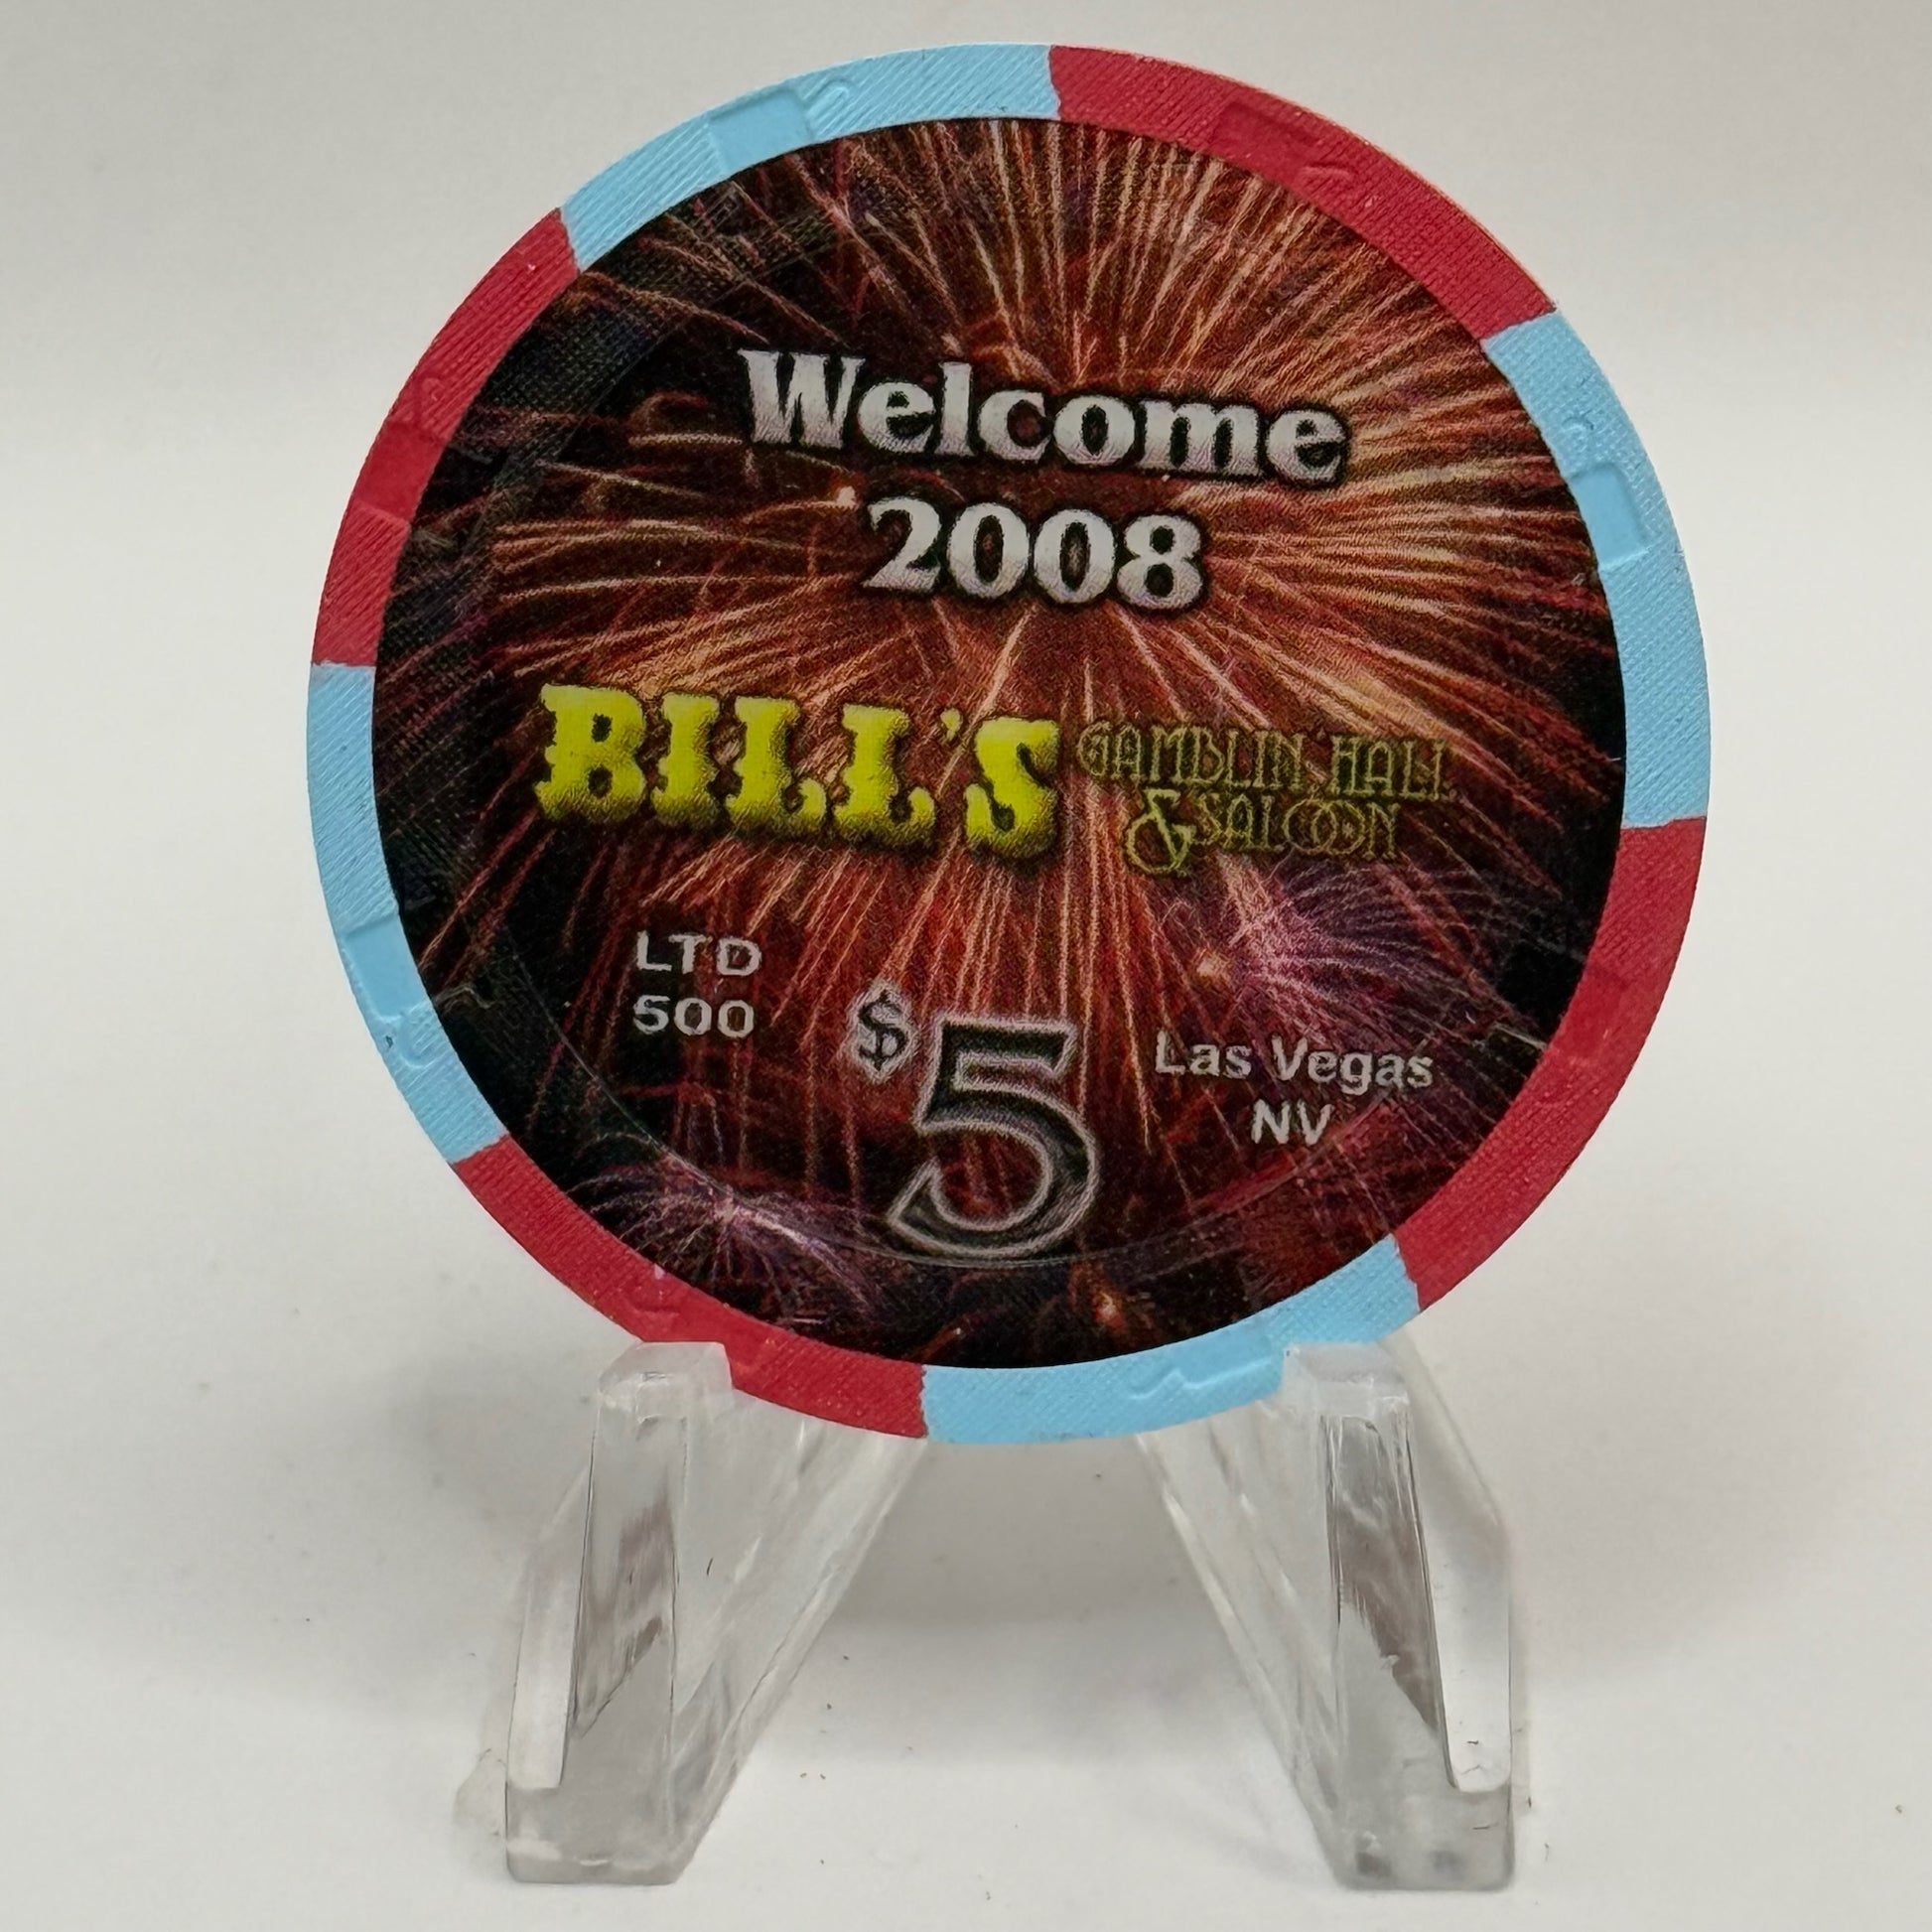 Welcome
2008
BILL'S GAMBLIN' HALL
& SALOON
LTD
500
$5
Las Vegas
NV